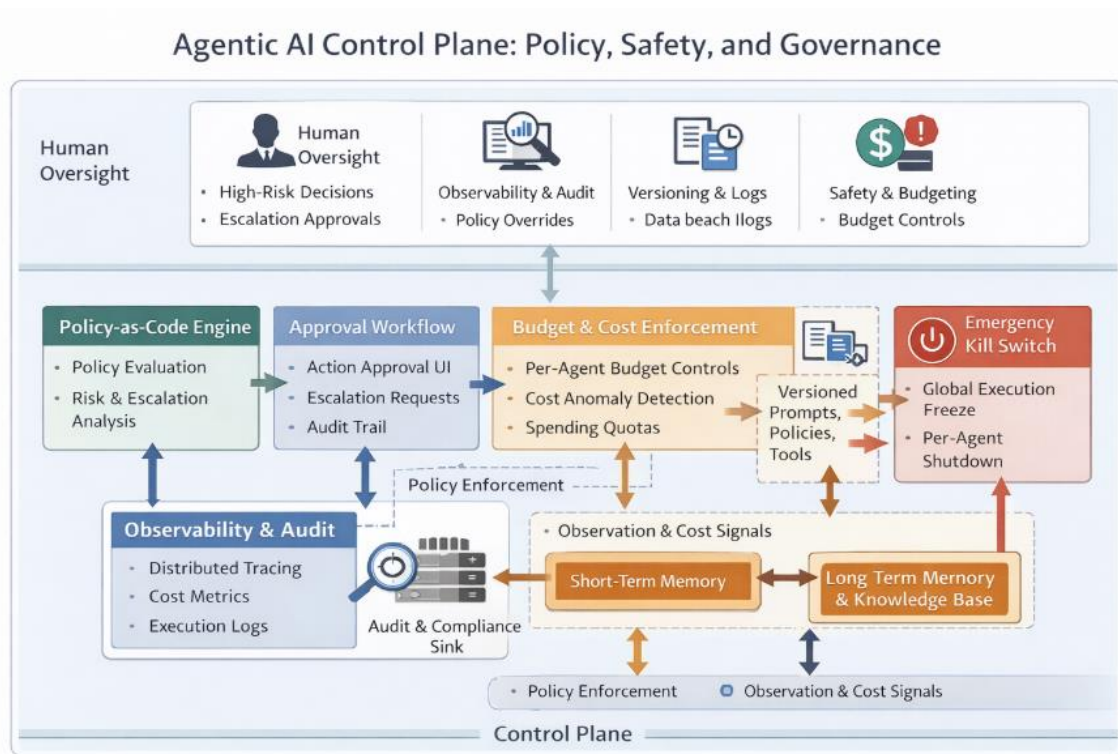 Agentic AI Control Plane: Policy, Safety, and Governance
Human
Oversight
Human
Oversight
• High-Risk Decisions
• Escalation Approvals
Observability & Audit
• Policy Overrides
Versioning & Logs
• Data beach Ilogs
Safety & Budgeting
• Budget Controls
Policy-as-Code Engine
• Policy Evaluation
• Risk & Escalation
Analysis
Approval Workflow
• Action Approval UI
• Escalation Requests
• Audit Trail
Budget & Cost Enforcement
• Per-Agent Budget Controls
• Cost Anomaly Detection
• Spending Quotas
Versioned
Prompts,
Policies,
Tools
Emergency
Kill Switch
• Global Execution
Freeze
• Per-Agent
Shutdown
Policy Enforcement
Observability & Audit
• Distributed Tracing
• Cost Metrics
• Execution Logs
Audit & Compliance
Sink
• Observation & Cost Signals
Short-Term Memory
Long Term Memory
& Knowledge Base
• Policy Enforcement
Observation & Cost Signals
Control Plane